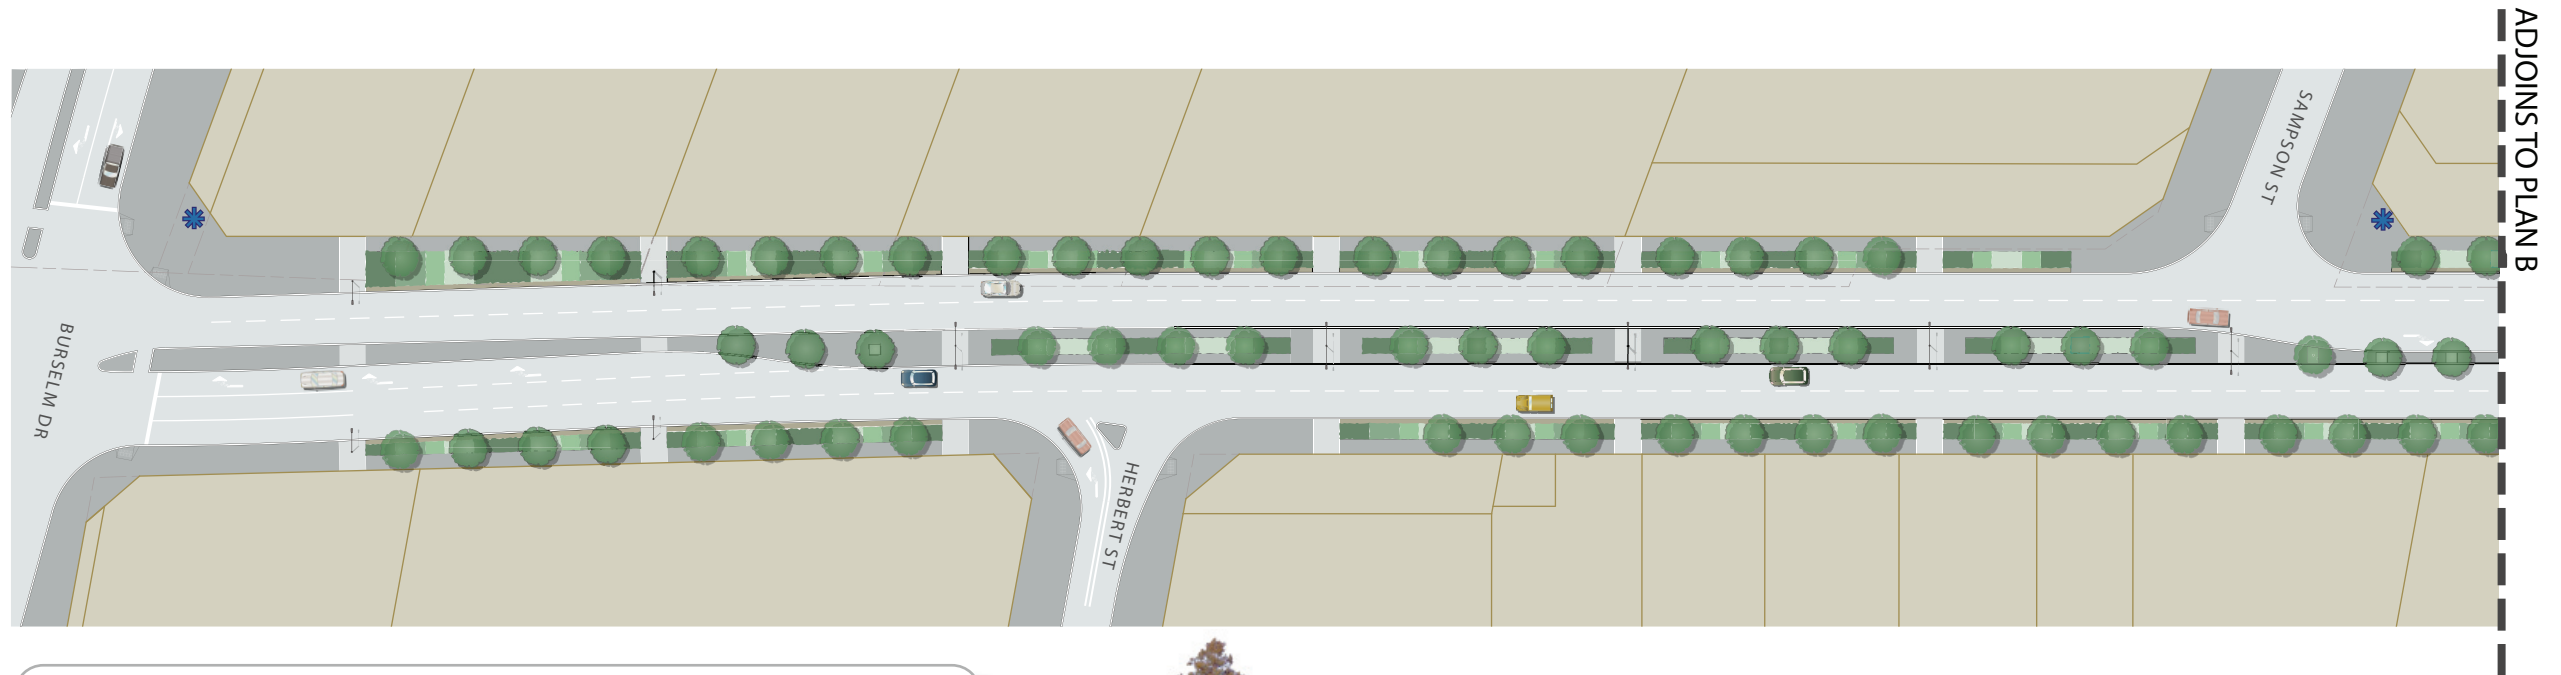 BURSELM DR
HERBERT ST
SAMPSON ST
ADJOINS TO PLAN B